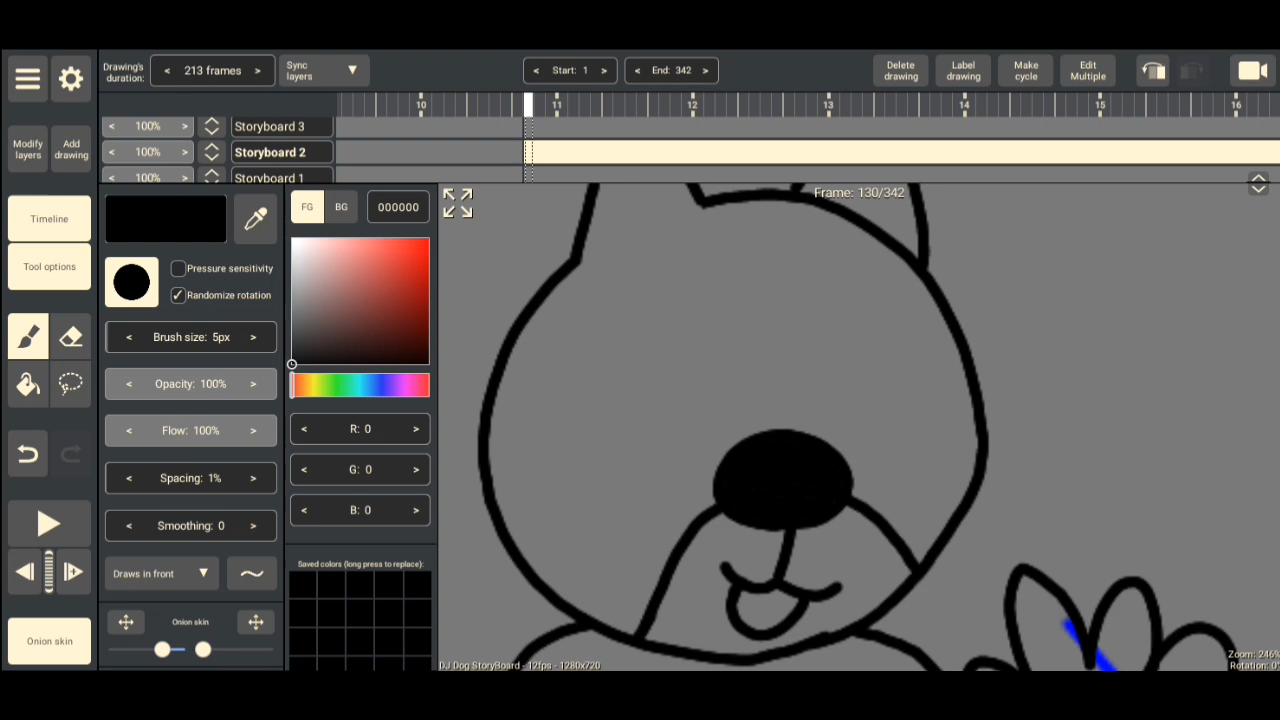 Drawing's duration:
< 213 frames >
Sync layers ▼
< Start: 1 >
< End: 342 >
Delete drawing
Label drawing
Make cycle
Edit Multiple
10 11 12 13 14 15 16
Modify layers
Add drawing
< 100% > Storyboard 3
< 100% > Storyboard 2
< 100% > Storyboard 1
Frame: 130/342
Timeline
Tool options
FG BG 000000
Pressure sensitivity
Randomize rotation
< Brush size: 5px >
< Opacity: 100% >
< Flow: 100% >
< Spacing: 1% >
< Smoothing: 0 >
< R: 0 >
< G: 0 >
< B: 0 >
Draws in front ▼
Saved colors (long press to replace):
Onion skin
Onion skin
DJ Dog StoryBoard - 12fps - 1280x720
Zoom: 246%
Rotation: 0°